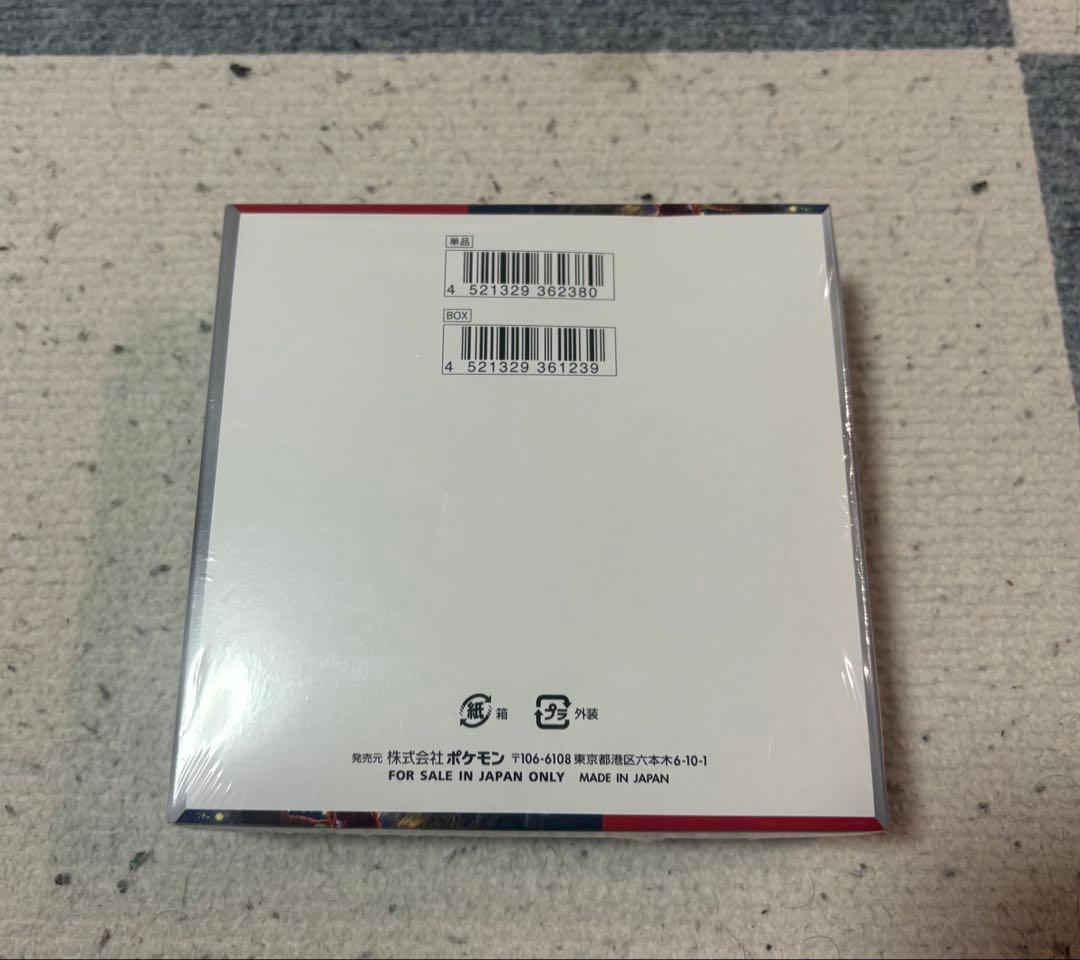 単品
4 521329 362380
BOX
4 521329 361239
紙 箱 プラ 外装
発売元 株式会社 ポケモン 〒106-6108 東京都港区六本木6-10-1
FOR SALE IN JAPAN ONLY MADE IN JAPAN